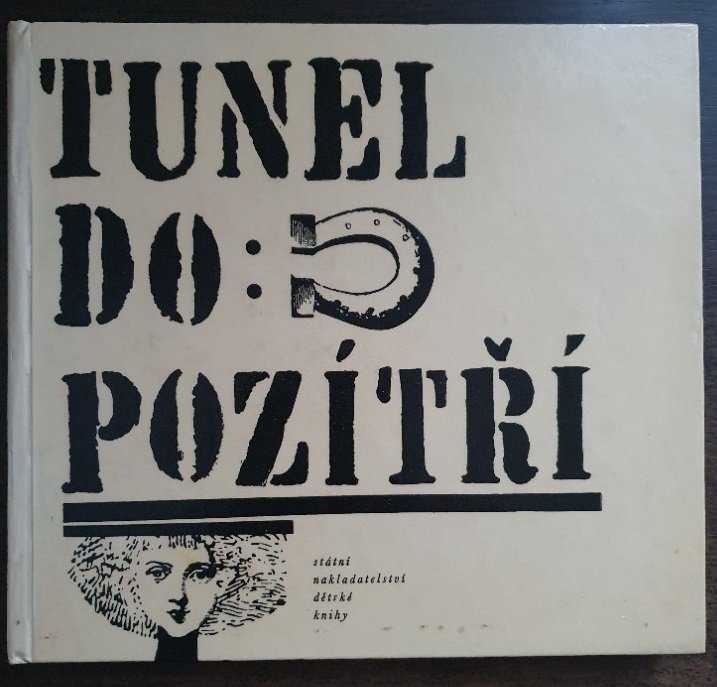 TUNEL
DO:
POZÍTŘÍ
státní
nakladatelství
dětské
knihy